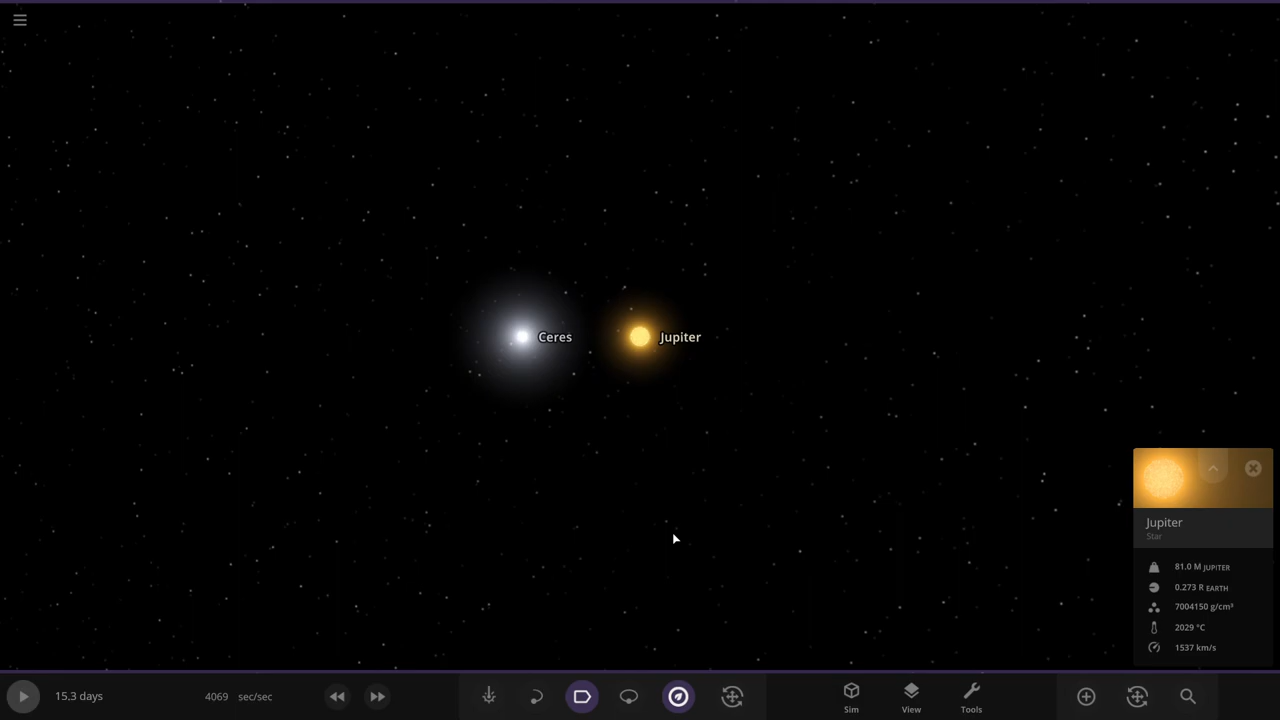 Ceres
Jupiter
Jupiter
Star
81.0 M JUPITER
0.273 R EARTH
7004150 g/cm³
2029 °C
1537 km/s
15.3 days
4069 sec/sec
Sim
View
Tools